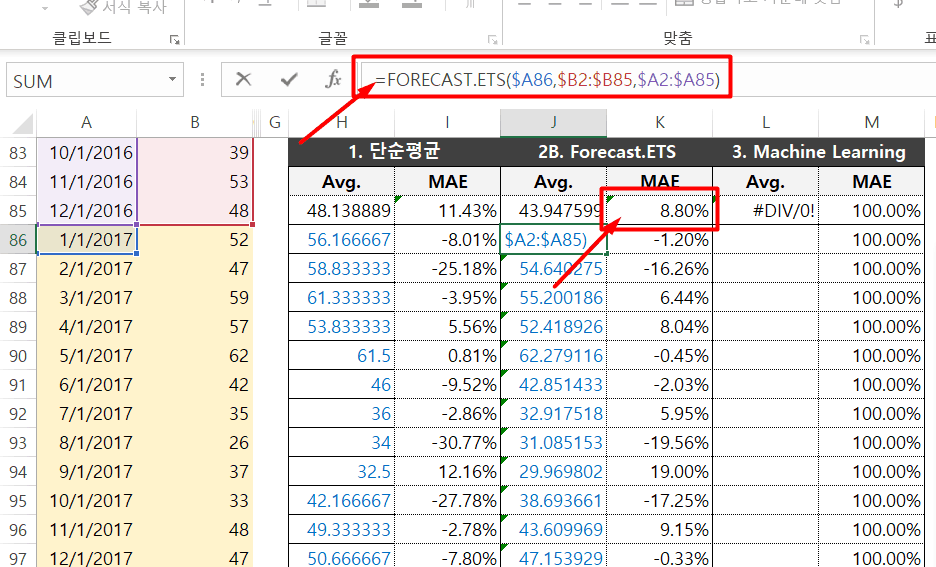 서식 복사
클립보드 글꼴 맞춤
SUM =FORECAST.ETS($A86,$B2:$B85,$A2:$A85)
A B G H I J K L M
83 10/1/2016 39 1. 단순평균 2B. Forecast.ETS 3. Machine Learning
84 11/1/2016 53 Avg. MAE Avg. MAE Avg. MAE
85 12/1/2016 48 48.138889 11.43% 43.947599 8.80% #DIV/0! 100.00%
86 1/1/2017 52 56.166667 -8.01% $A2:$A85) -1.20% 100.00%
87 2/1/2017 47 58.833333 -25.18% 54.640275 -16.26% 100.00%
88 3/1/2017 59 61.333333 -3.95% 55.200186 6.44% 100.00%
89 4/1/2017 57 53.833333 5.56% 52.418926 8.04% 100.00%
90 5/1/2017 62 61.5 0.81% 62.279116 -0.45% 100.00%
91 6/1/2017 42 46 -9.52% 42.851433 -2.03% 100.00%
92 7/1/2017 35 36 -2.86% 32.917518 5.95% 100.00%
93 8/1/2017 26 34 -30.77% 31.085153 -19.56% 100.00%
94 9/1/2017 37 32.5 12.16% 29.969802 19.00% 100.00%
95 10/1/2017 33 42.166667 -27.78% 38.693661 -17.25% 100.00%
96 11/1/2017 48 49.333333 -2.78% 43.609969 9.15% 100.00%
97 12/1/2017 47 50.666667 -7.80% 47.153929 -0.33% 100.00%